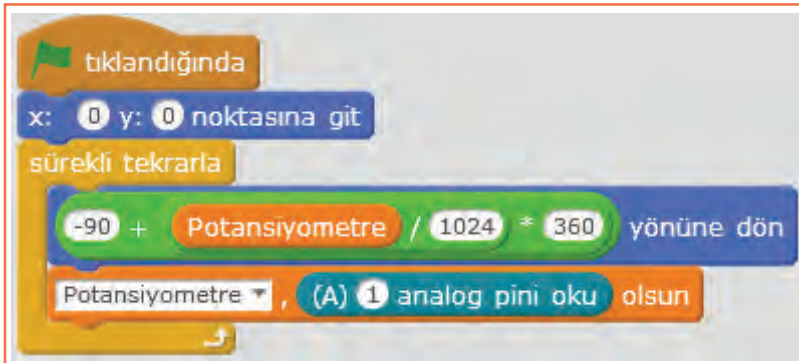 tıklandığında
x: 0 y: 0 noktasına git
sürekli tekrarla
-90 + Potansiyometre / 1024 * 360 yönüne dön
Potansiyometre , (A) 1 analog pini oku olsun